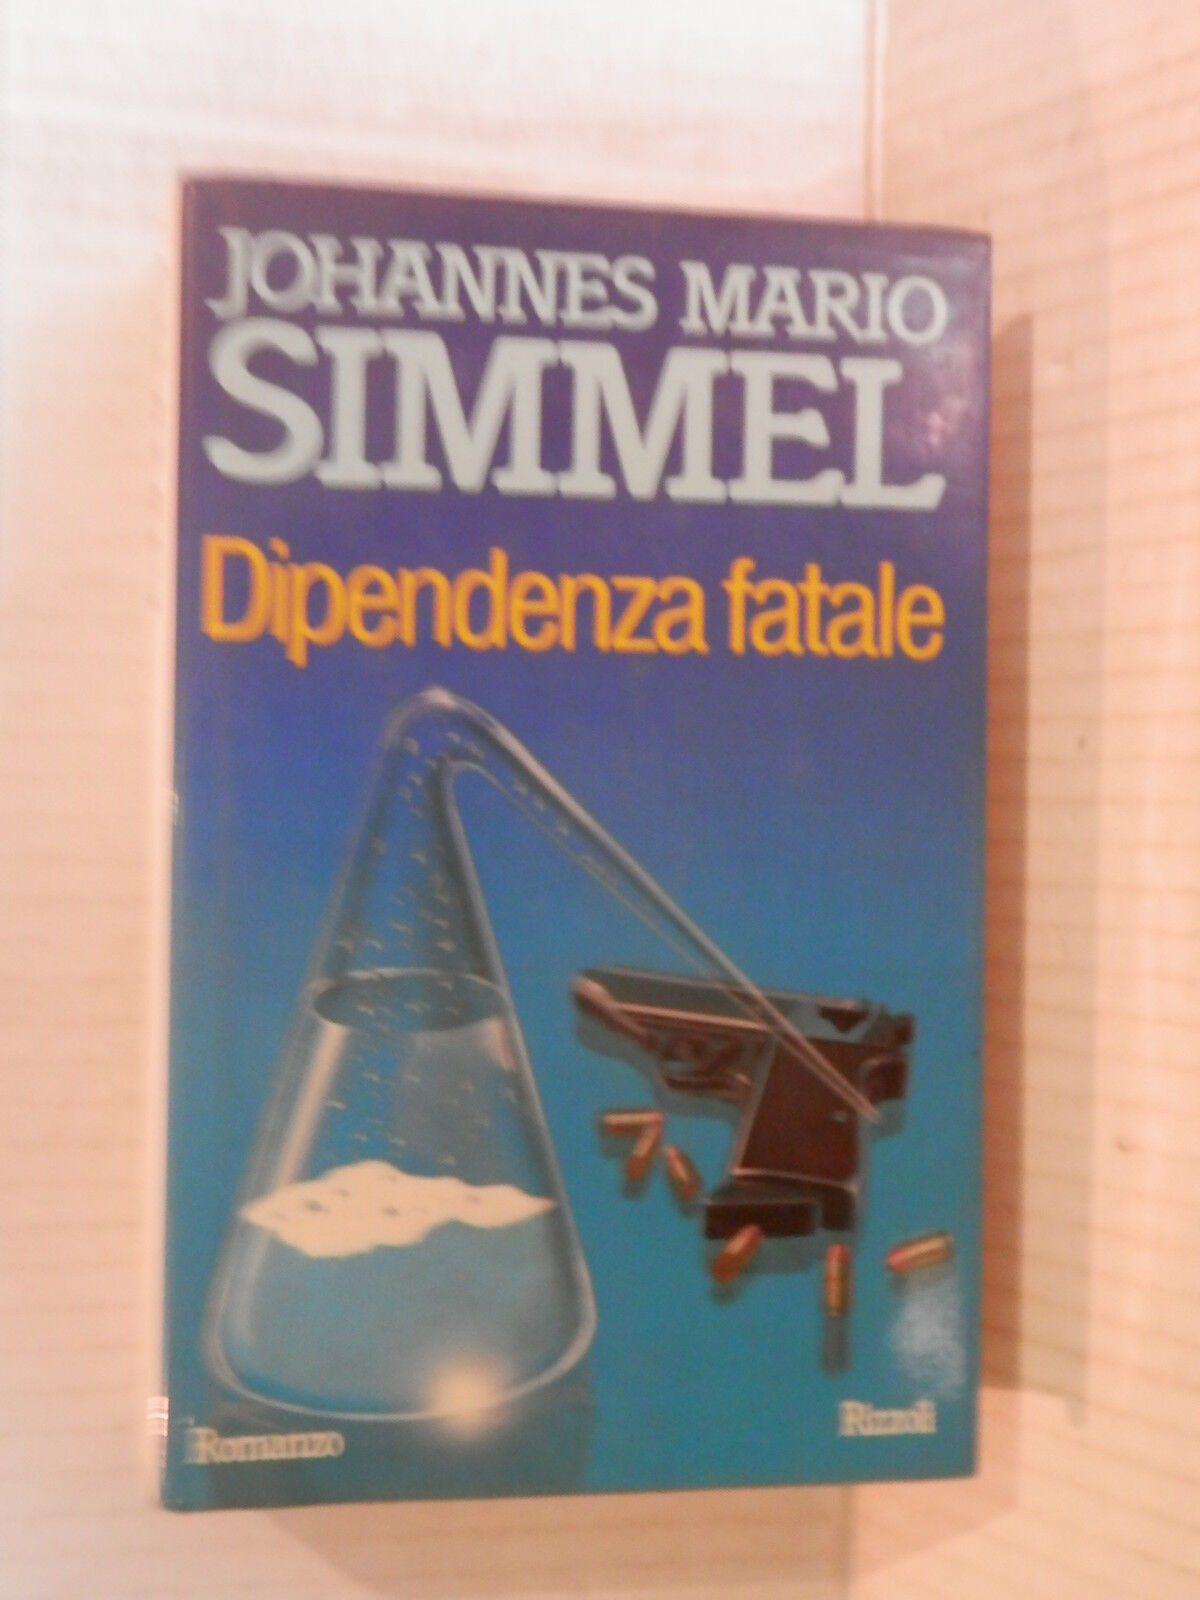 JOHANNES MARIO
SIMMEL
Dipendenza fatale
Romanzo
Rizzoli